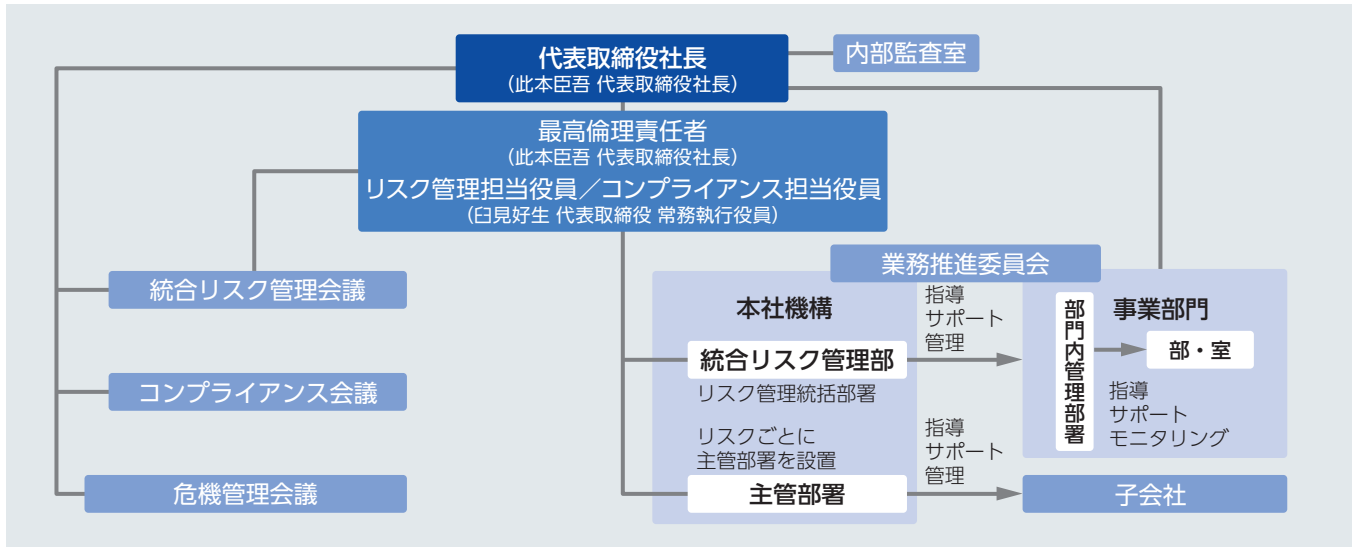 代表取締役社長
（此本臣吾 代表取締役社長）
内部監査室
最高倫理責任者
（此本臣吾 代表取締役社長）
リスク管理担当役員／コンプライアンス担当役員
（臼見好生 代表取締役 常務執行役員）
統合リスク管理会議
コンプライアンス会議
危機管理会議
業務推進委員会
本社機構
統合リスク管理部
リスク管理統括部署
リスクごとに
主管部署を設置
主管部署
指導
サポート
管理
指導
サポート
管理
事業部門
部門内管理部署
部・室
指導
サポート
モニタリング
子会社